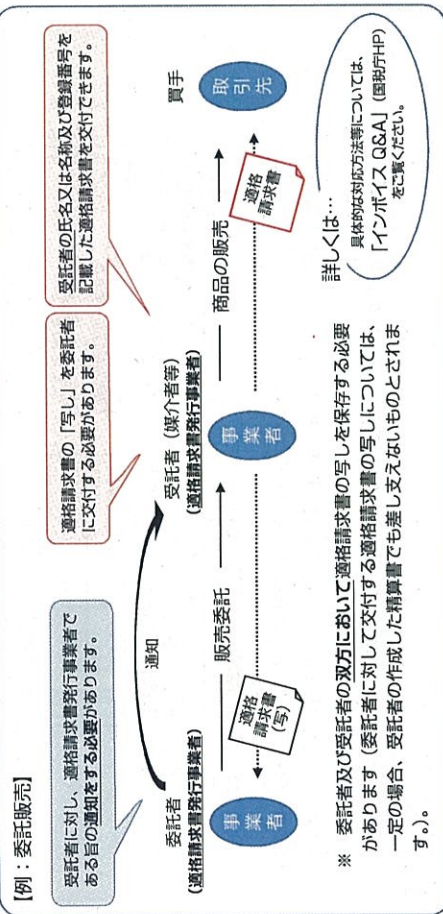 【例：委託販売】
受託者に対し、適格請求書発行事業者で
ある旨の通知をする必要があります。
適格請求書の「写し」を委託者
に交付する必要があります。
受託者の氏名又は名称及び登録番号を
記載した適格請求書を交付できます。
通知
委託者
(適格請求書発行事業者)
事
業
者
販売委託
適格
請求書
(写)
受託者（媒介者等）
(適格請求書発行事業者)
事
業
者
商品の販売
適格
請求書
買手
取
引
先
※ 委託者及び受託者の双方において適格請求書の写しを保存する必要
があります（委託者に対して交付する適格請求書の写しについては、
一定の場合、受託者の作成した精算書でも差し支えないものとされま
す。）。
詳しくは…
具体的な対応方法等については、
「インボイス Q&A」（国税庁HP）
をご覧ください。